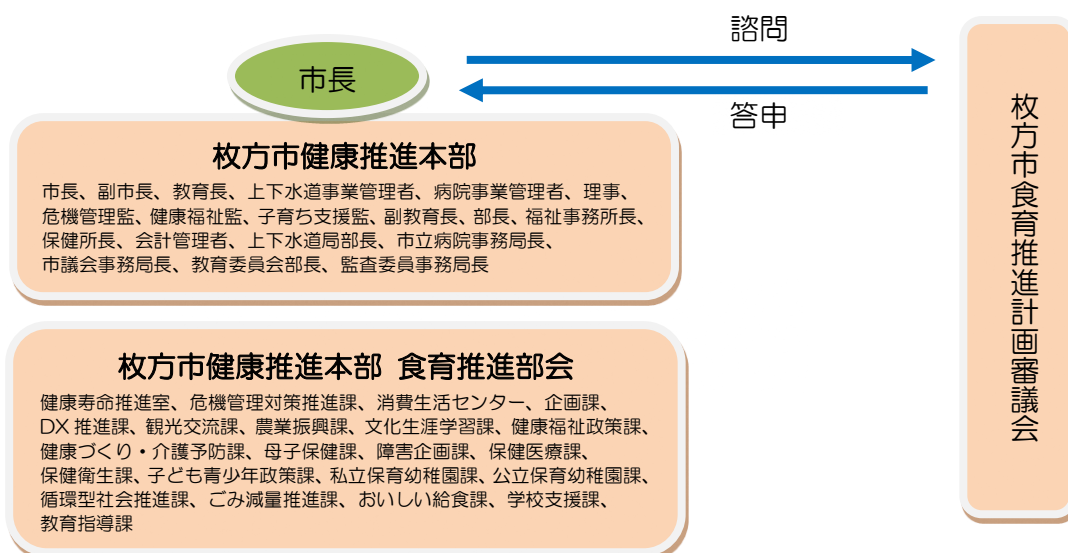 諮問
市長
答申
枚方市健康推進本部
市長、副市長、教育長、上下水道事業管理者、病院事業管理者、理事、
危機管理監、健康福祉監、子育ち支援監、副教育長、部長、福祉事務所長、
保健所長、会計管理者、上下水道局部長、市立病院事務局長、
市議会事務局長、教育委員会部長、監査委員事務局長
枚方市健康推進本部 食育推進部会
健康寿命推進室、危機管理対策推進課、消費生活センター、企画課、
DX推進課、観光交流課、農業振興課、文化生涯学習課、健康福祉政策課、
健康づくり・介護予防課、母子保健課、障害企画課、保健医療課、
保健衛生課、子ども青少年政策課、私立保育幼稚園課、公立保育幼稚園課、
循環型社会推進課、ごみ減量推進課、おいしい給食課、学校支援課、
教育指導課
枚方市食育推進計画審議会